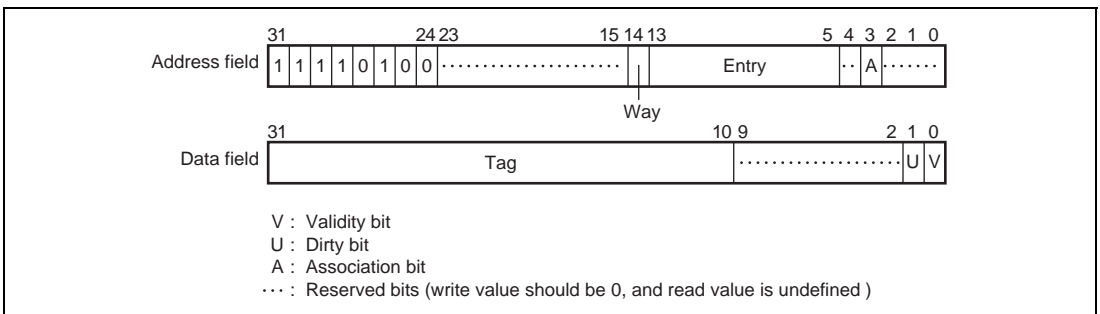 31 24 23 15 14 13 5 4 3 2 1 0
Address field 1 1 1 1 0 1 0 0 ······················ Entry ·· A ·······
Way
31 10 9 2 1 0
Data field Tag ···················· U V
V : Validity bit
U : Dirty bit
A : Association bit
··· : Reserved bits (write value should be 0, and read value is undefined )